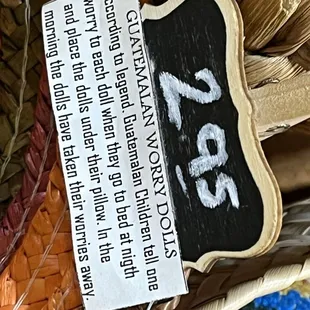 GUATEMALAN WORRY DOLLS
ccording to legend, Guatemalan Children tell one
worry to each doll when they go to bed at nigth
and place the dolls under their pillow. In the
morning the dolls have taken their worries away.
2 95